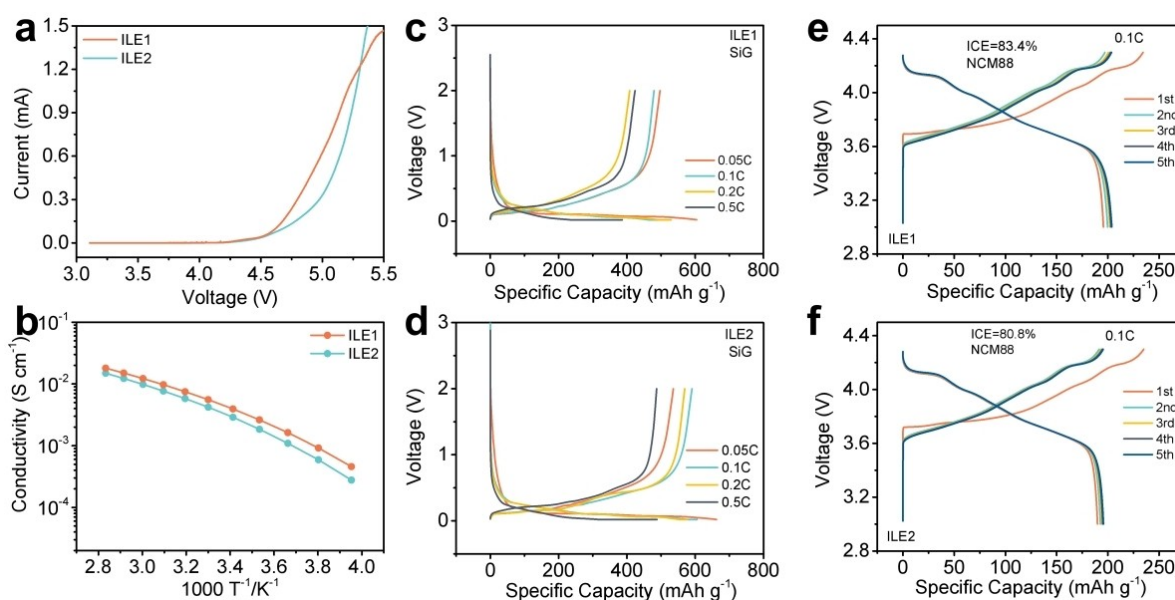 a
ILE1
ILE2
Current (mA)
1.5
1.2
0.9
0.6
0.3
0.0
3.0 3.5 4.0 4.5 5.0 5.5
Voltage (V)
b
ILE1
ILE2
Conductivity (S cm⁻¹)
10⁻¹
10⁻²
10⁻³
10⁻⁴
2.8 3.0 3.2 3.4 3.6 3.8 4.0
1000 T⁻¹/K⁻¹
c
ILE1
SiG
Voltage (V)
3
2
1
0
0.05C
0.1C
0.2C
0.5C
0 200 400 600 800
Specific Capacity (mAh g⁻¹)
d
ILE2
SiG
Voltage (V)
3
2
1
0
0.05C
0.1C
0.2C
0.5C
0 200 400 600 800
Specific Capacity (mAh g⁻¹)
e
ICE=83.4%
NCM88
0.1C
Voltage (V)
4.4
4.0
3.6
3.2
2.8
1st
2nd
3rd
4th
5th
ILE1
0 50 100 150 200 250
Specific Capacity (mAh g⁻¹)
f
ICE=80.8%
NCM88
0.1C
Voltage (V)
4.4
4.0
3.6
3.2
2.8
1st
2nd
3rd
4th
5th
ILE2
0 50 100 150 200 250
Specific Capacity (mAh g⁻¹)